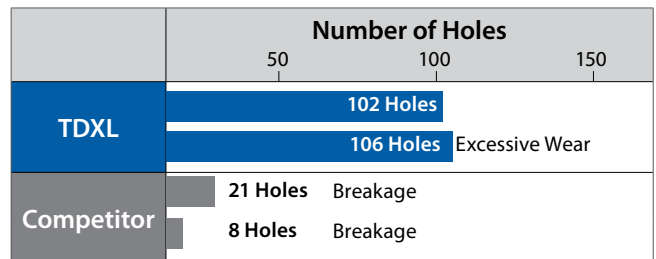 Number of Holes
50 100 150
TDXL
102 Holes
106 Holes Excessive Wear
Competitor
21 Holes Breakage
8 Holes Breakage